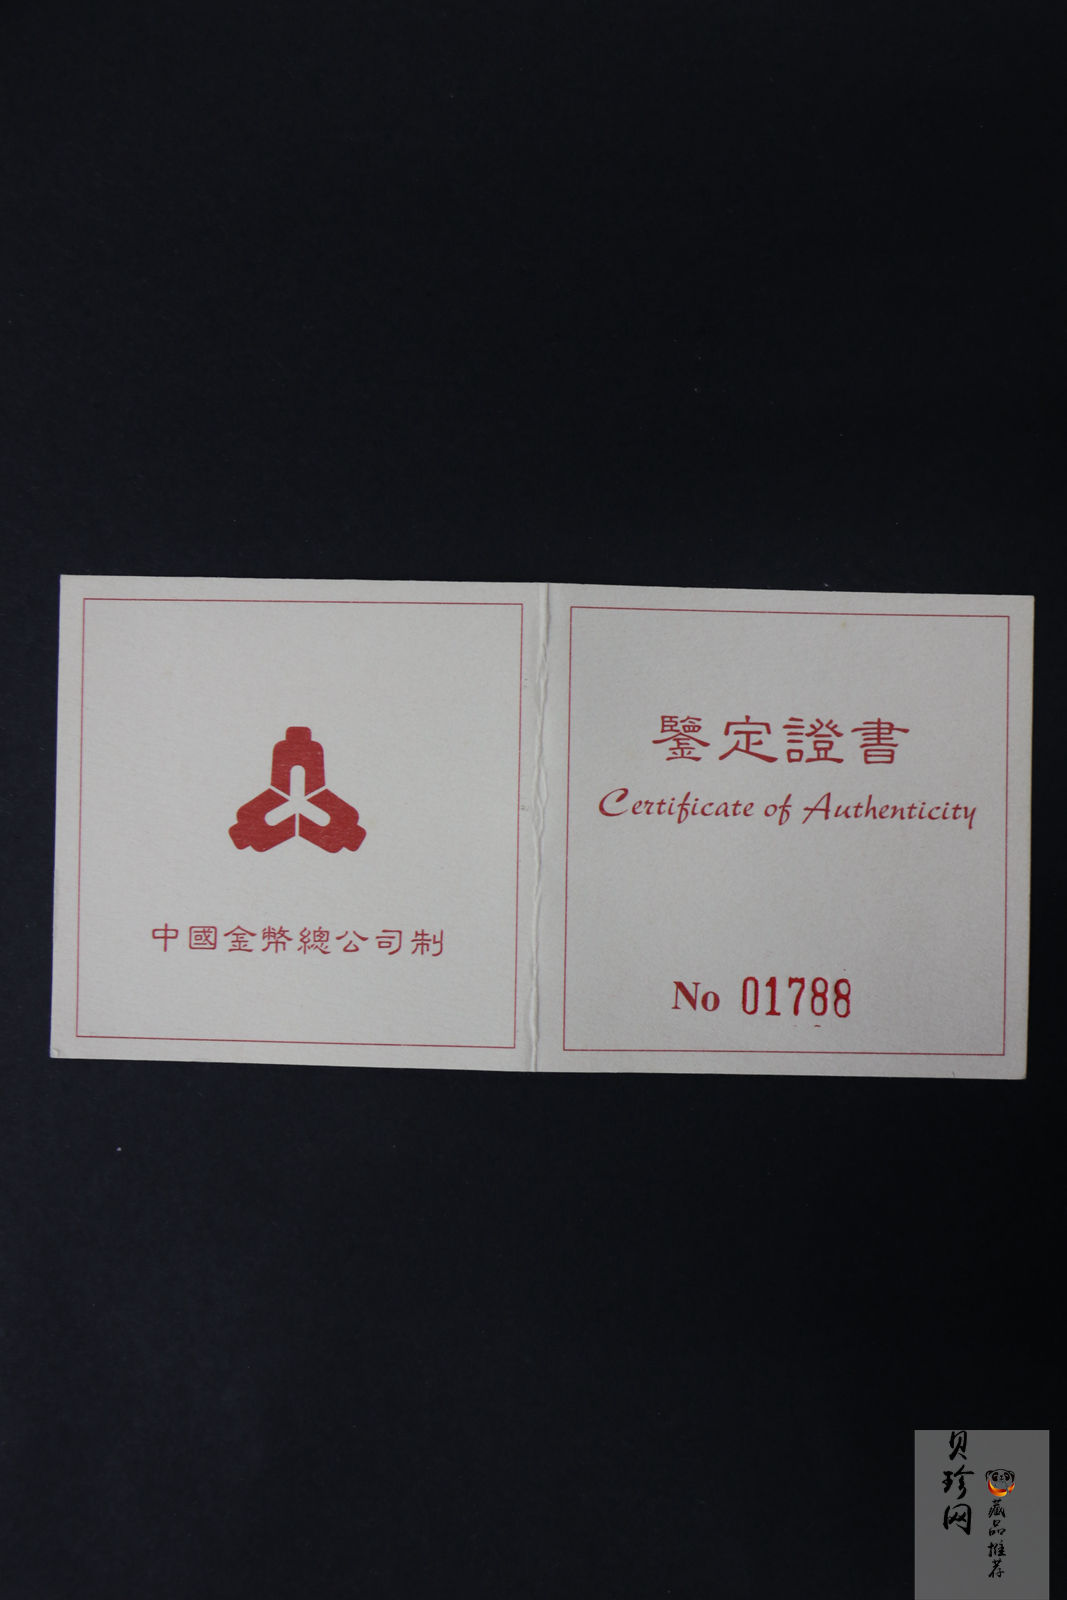 中國金幣總公司制
鑒定證書
Certificate of Authenticity
No 01788
贝珍网
藏品推荐